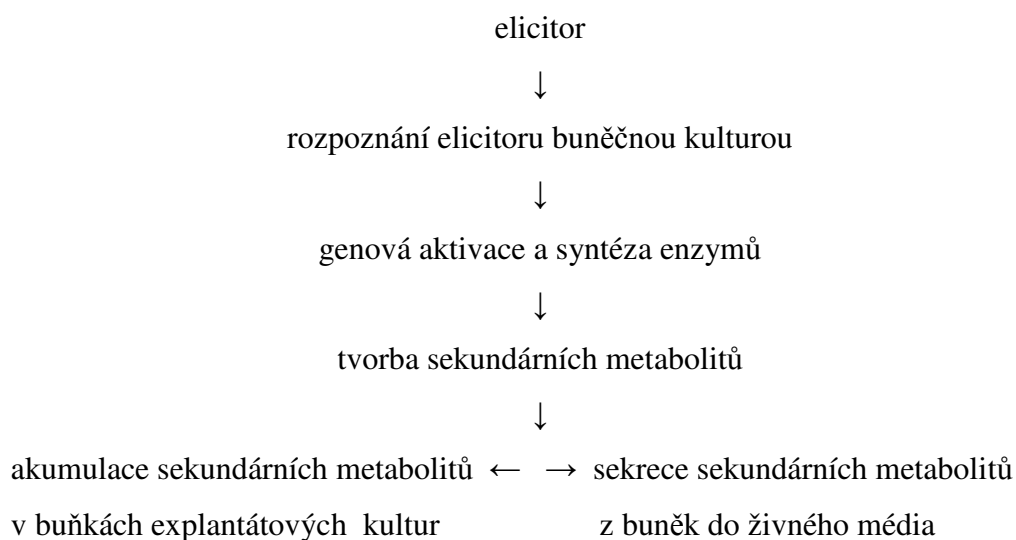 elicitor
↓
rozpoznání elicitoru buněčnou kulturou
↓
genová aktivace a syntéza enzymů
↓
tvorba sekundárních metabolitů
↓
akumulace sekundárních metabolitů ← → sekrece sekundárních metabolitů
v buňkách explantátových kultur z buněk do živného média